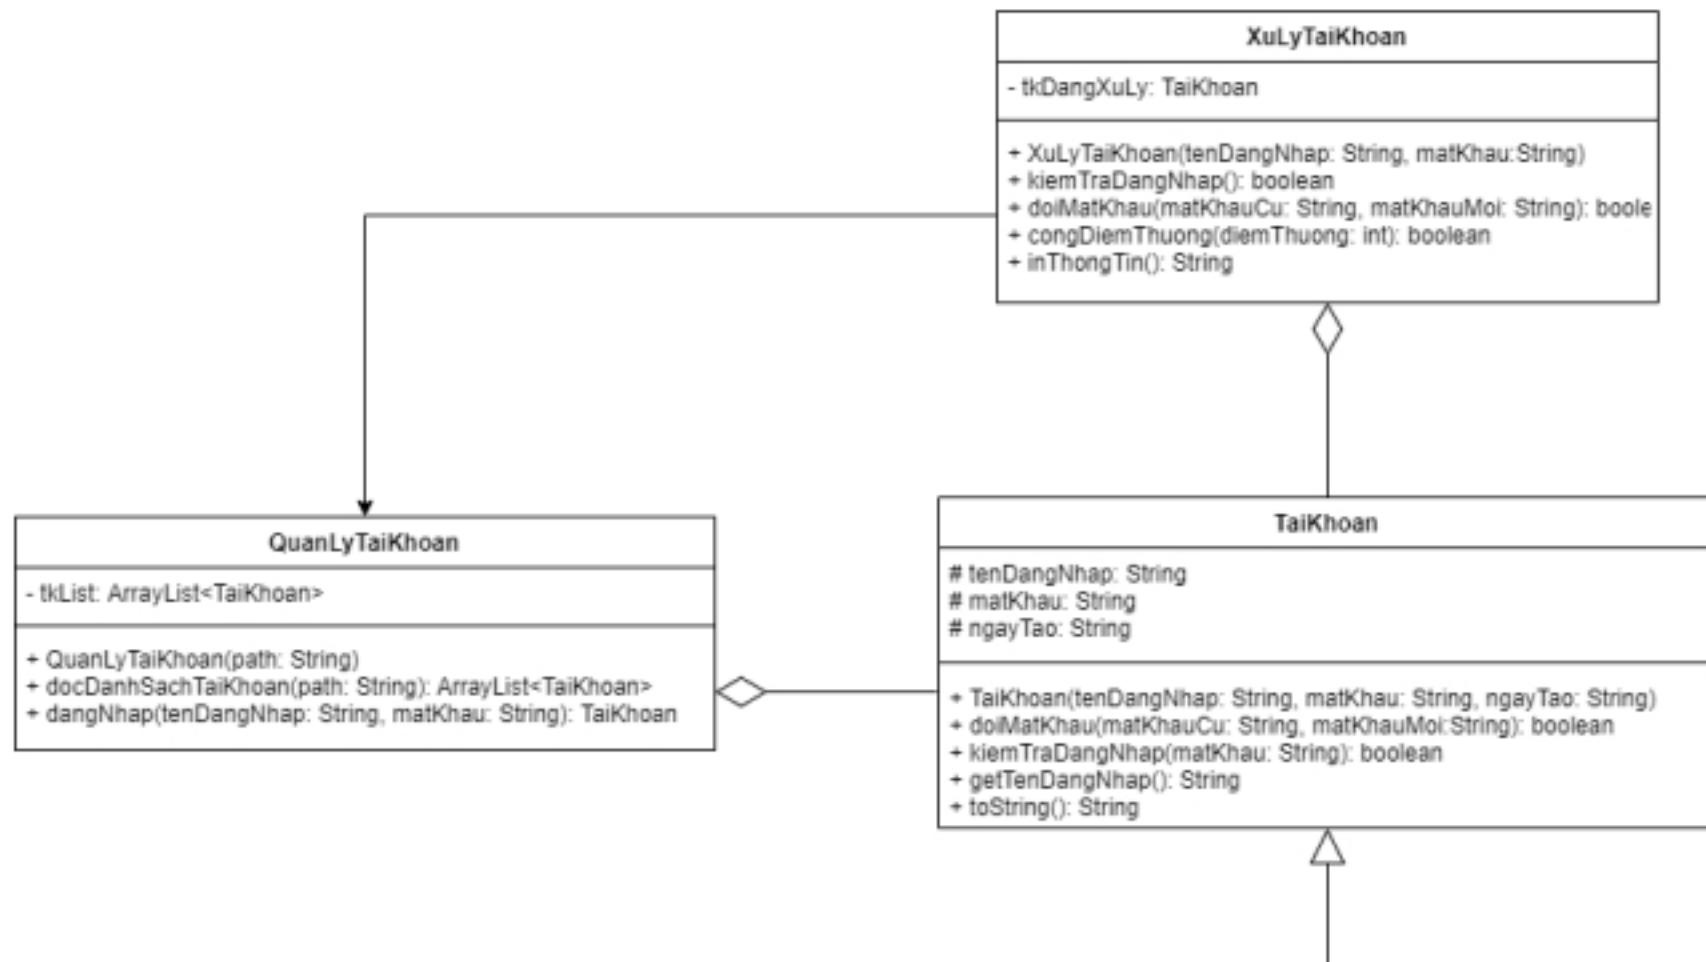 XuLyTaiKhoan
- tkDangXuLy: TaiKhoan
+ XuLyTaiKhoan(tenDangNhap: String, matKhau:String)
+ kiemTraDangNhap(): boolean
+ doiMatKhau(matKhauCu: String, matKhauMoi: String): boole
+ congDiemThuong(diemThuong: int): boolean
+ inThongTin(): String
QuanLyTaiKhoan
- tkList: ArrayList<TaiKhoan>
+ QuanLyTaiKhoan(path: String)
+ docDanhSachTaiKhoan(path: String): ArrayList<TaiKhoan>
+ dangNhap(tenDangNhap: String, matKhau: String): TaiKhoan
TaiKhoan
# tenDangNhap: String
# matKhau: String
# ngayTao: String
+ TaiKhoan(tenDangNhap: String, matKhau: String, ngayTao: String)
+ doiMatKhau(matKhauCu: String, matKhauMoi:String): boolean
+ kiemTraDangNhap(matKhau: String): boolean
+ getTenDangNhap(): String
+ toString(): String